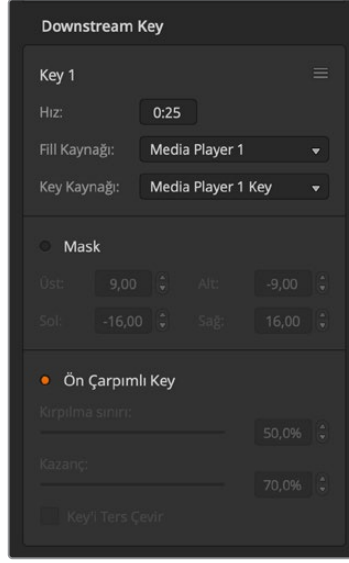 Downstream Key
Key 1
Hız: 0:25
Fill Kaynağı: Media Player 1
Key Kaynağı: Media Player 1 Key
Mask
Üst: 9,00 Alt: -9,00
Sol: -16,00 Sağ: 16,00
Ön Çarpımlı Key
Kırpılma sınırı:
50,0%
Kazanç:
70,0%
Key'i Ters Çevir